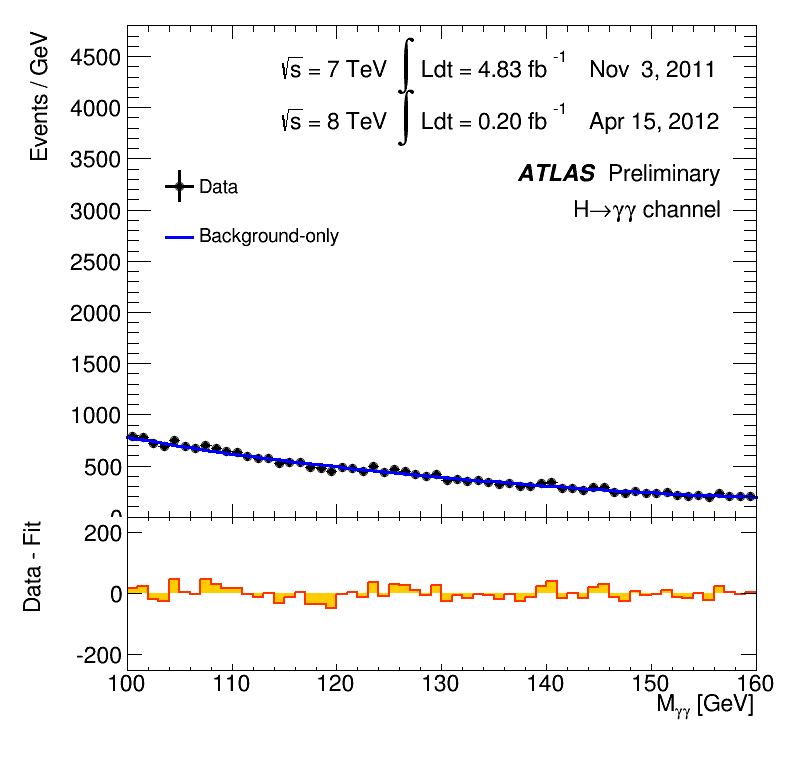 Events / GeV
4500
4000
3500
3000
2500
2000
1500
1000
500
0
√s = 7 TeV ∫ Ldt = 4.83 fb⁻¹ Nov 3, 2011
√s = 8 TeV ∫ Ldt = 0.20 fb⁻¹ Apr 15, 2012
ATLAS Preliminary
H→γγ channel
Data
Background-only
Data - Fit
200
0
-200
100 110 120 130 140 150 160
Mγγ [GeV]